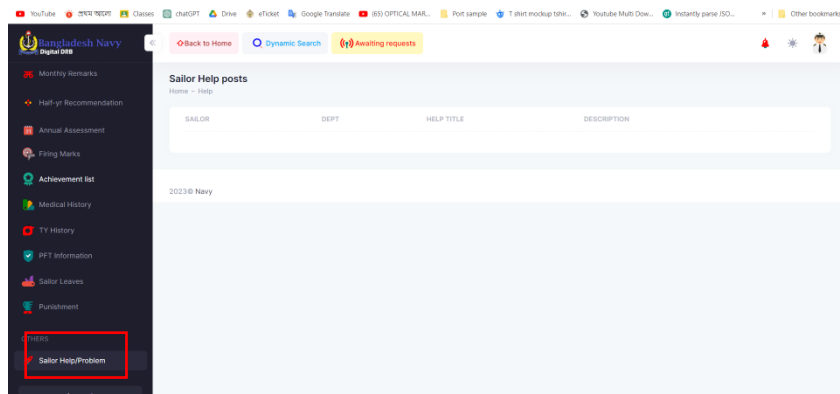 YouTube প্রথম আলো Classes chatGPT Drive eTicket Google Translate (65) OPTICAL MAR... Port sample T shirt mockup tshir... Youtube Multi Dow... Instantly parse JSO... » Other bookmarks
Bangladesh Navy
Digital DRB
Back to Home Dynamic Search Awaiting requests
Monthly Remarks
Half-yr Recommendation
Annual Assessment
Firing Marks
Achievement list
Medical History
TY History
PFT Information
Sailor Leaves
Punishment
OTHERS
Sailor Help/Problem
Sailor Help posts
Home - Help
SAILOR DEPT HELP TITLE DESCRIPTION
2023© Navy